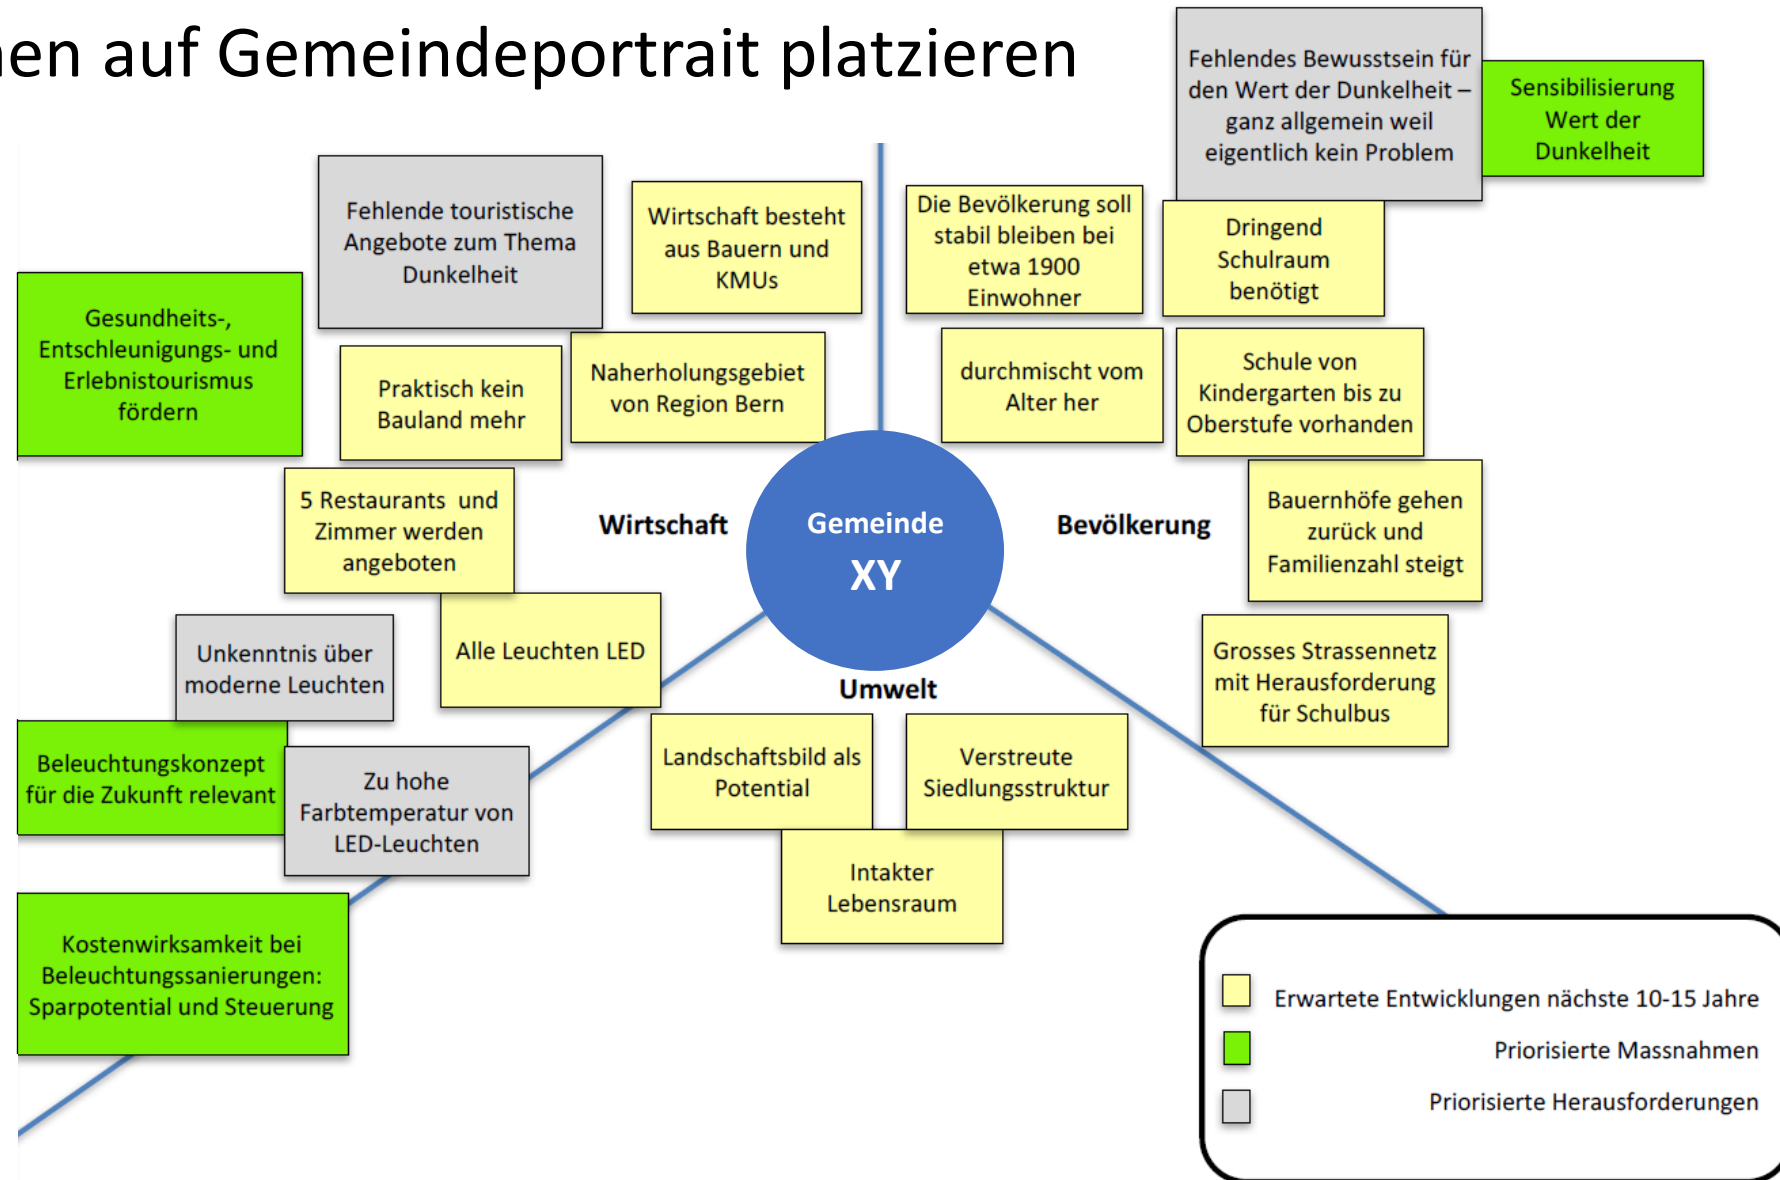 nen auf Gemeindeportrait platzieren
Fehlendes Bewusstsein für
den Wert der Dunkelheit –
ganz allgemein weil
eigentlich kein Problem
Sensibilisierung
Wert der
Dunkelheit
Fehlende touristische
Angebote zum Thema
Dunkelheit
Wirtschaft besteht
aus Bauern und
KMUs
Die Bevölkerung soll
stabil bleiben bei
etwa 1900
Einwohner
Dringend
Schulraum
benötigt
Gesundheits-,
Entschleunigungs- und
Erlebnistourismus
fördern
Praktisch kein
Bauland mehr
Naherholungsgebiet
von Region Bern
durchmischt vom
Alter her
Schule von
Kindergarten bis zu
Oberstufe vorhanden
5 Restaurants und
Zimmer werden
angeboten
Wirtschaft
Gemeinde
XY
Bevölkerung
Bauernhöfe gehen
zurück und
Familienzahl steigt
Unkenntnis über
moderne Leuchten
Alle Leuchten LED
Umwelt
Grosses Strassennetz
mit Herausforderung
für Schulbus
Beleuchtungskonzept
für die Zukunft relevant
Zu hohe
Farbtemperatur von
LED-Leuchten
Landschaftsbild als
Potential
Verstreute
Siedlungsstruktur
Intakter
Lebensraum
Kostenwirksamkeit bei
Beleuchtungssanierungen:
Sparpotential und Steuerung
Erwartete Entwicklungen nächste 10-15 Jahre
Priorisierte Massnahmen
Priorisierte Herausforderungen